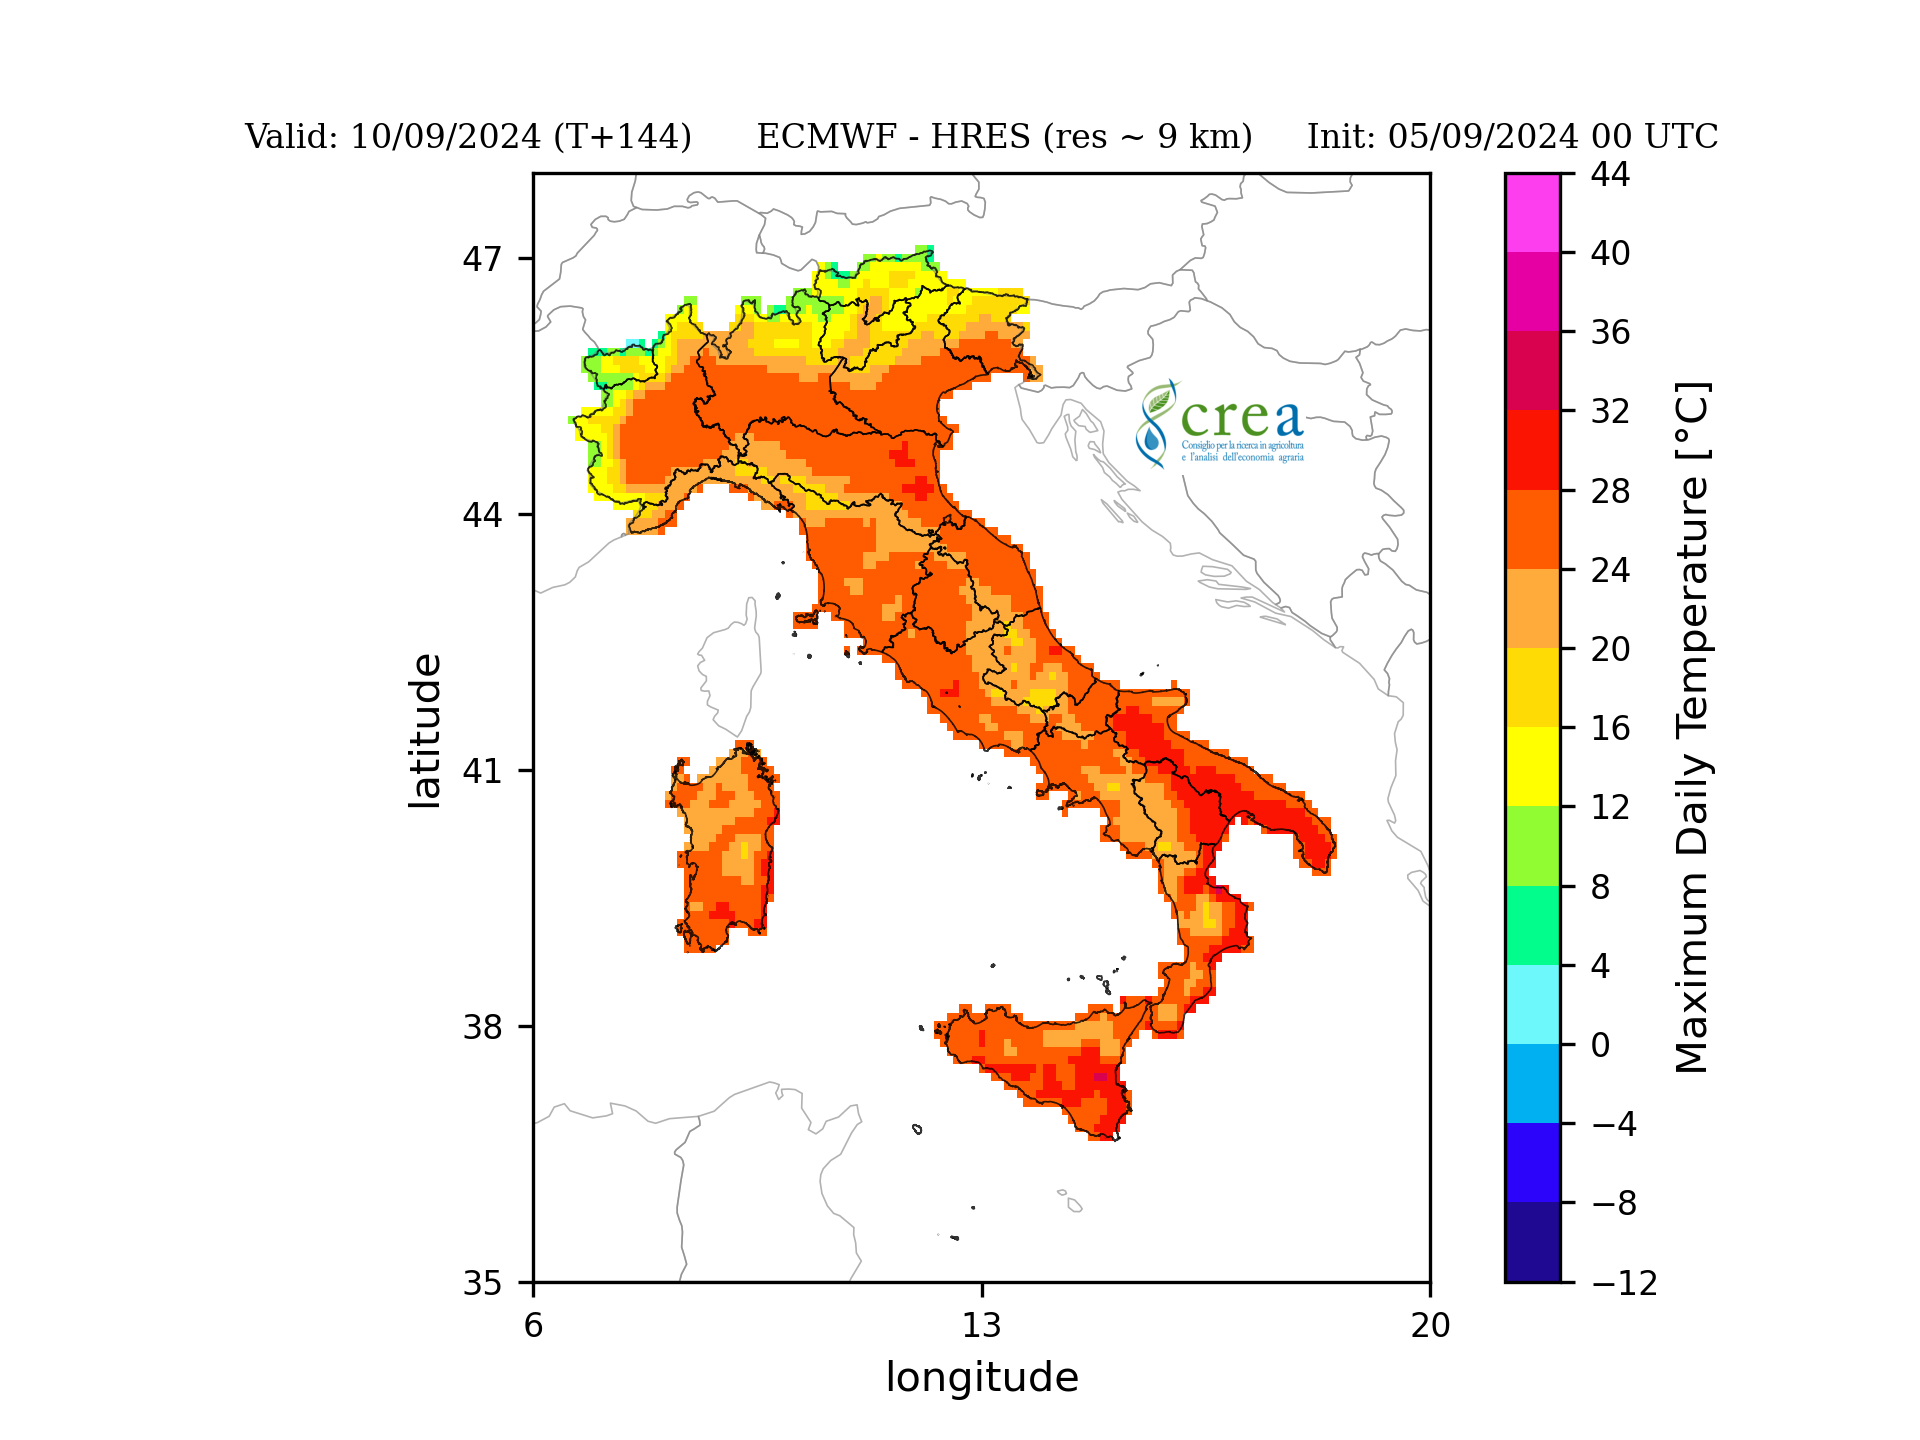 Valid: 10/09/2024 (T+144) ECMWF - HRES (res ~ 9 km) Init: 05/09/2024 00 UTC
47
44
41
38
35
latitude
6 13 20
longitude
crea
Consiglio per la ricerca in agricoltura
e l'analisi dell'economia agraria
44
40
36
32
28
24
20
16
12
8
4
0
−4
−8
−12
Maximum Daily Temperature [°C]